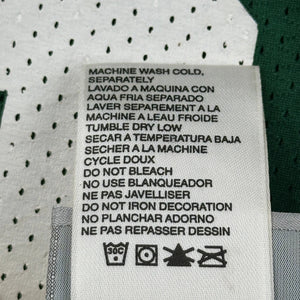 MACHINE WASH COLD,
SEPARATELY
LAVADO A MAQUINA CON
AQUA FRIA SEPARADO
LAVER SEPAREMENT A LA
MACHINE A LEAU FROIDE
TUMBLE DRY LOW
SECAR A TEMPERATURA BAJA
SECHER A LA MACHINE
CYCLE DOUX
DO NOT BLEACH
NO USE BLANQUEADOR
NE PAS JAVELLISER
DO NOT IRON DECORATION
NO PLANCHAR ADORNO
NE PAS REPASSER DESSIN
30